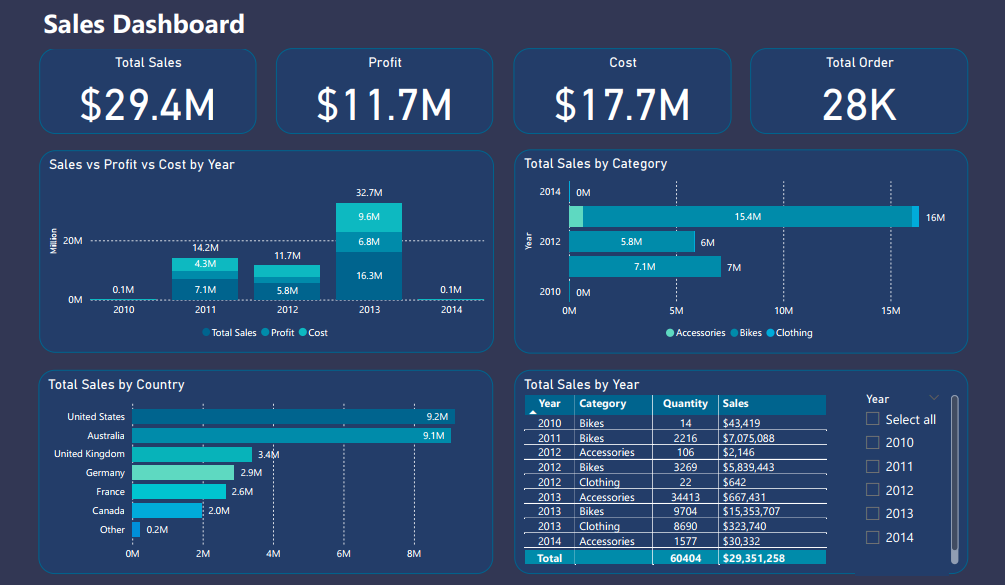 Sales Dashboard
Total Sales
$29.4M
Profit
$11.7M
Cost
$17.7M
Total Order
28K
Sales vs Profit vs Cost by Year
Million
20M
0M
0.1M
14.2M
4.3M
7.1M
11.7M
5.8M
32.7M
9.6M
6.8M
16.3M
0.1M
2010 2011 2012 2013 2014
Total Sales Profit Cost
Total Sales by Category
Year
2014 0M
15.4M 16M
2012 5.8M 6M
7.1M 7M
2010 0M
0M 5M 10M 15M
Accessories Bikes Clothing
Total Sales by Country
United States 9.2M
Australia 9.1M
United Kingdom 3.4M
Germany 2.9M
France 2.6M
Canada 2.0M
Other 0.2M
0M 2M 4M 6M 8M
Total Sales by Year
Year Category Quantity Sales
2010 Bikes 14 $43,419
2011 Bikes 2216 $7,075,088
2012 Accessories 106 $2,146
2012 Bikes 3269 $5,839,443
2012 Clothing 22 $642
2013 Accessories 34413 $667,431
2013 Bikes 9704 $15,353,707
2013 Clothing 8690 $323,740
2014 Accessories 1577 $30,332
Total 60404 $29,351,258
Year
Select all
2010
2011
2012
2013
2014